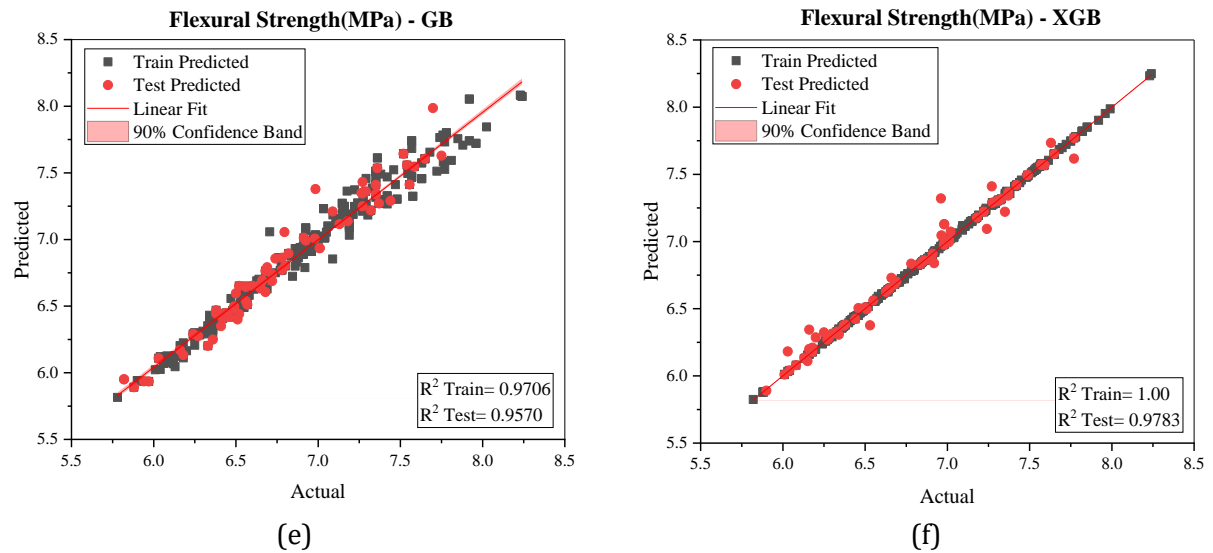 Flexural Strength(MPa) - GB
8.5
8.0
7.5
7.0
6.5
6.0
5.5
Predicted
Train Predicted
Test Predicted
Linear Fit
90% Confidence Band
R² Train= 0.9706
R² Test= 0.9570
5.5 6.0 6.5 7.0 7.5 8.0 8.5
Actual
(e)
Flexural Strength(MPa) - XGB
8.5
8.0
7.5
7.0
6.5
6.0
5.5
Predicted
Train Predicted
Test Predicted
Linear Fit
90% Confidence Band
R² Train= 1.00
R² Test= 0.9783
5.5 6.0 6.5 7.0 7.5 8.0 8.5
Actual
(f)